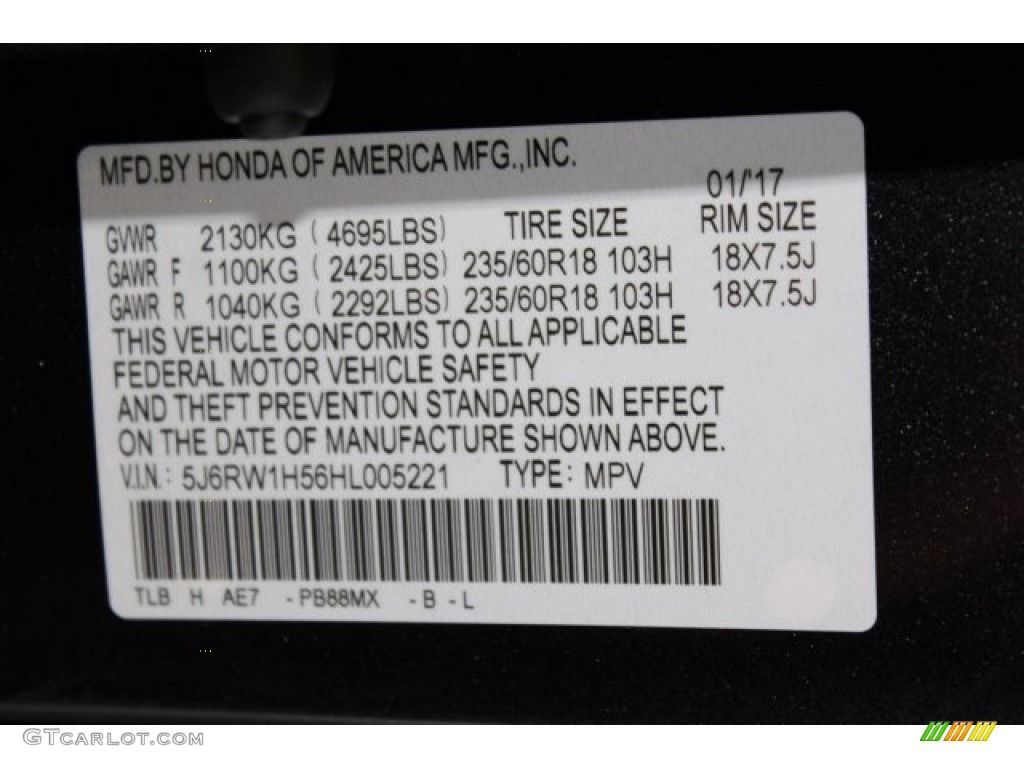 MFD.BY HONDA OF AMERICA MFG.,INC.
01/'17
GVWR 2130KG ( 4695LBS) TIRE SIZE RIM SIZE
GAWR F 1100KG ( 2425LBS) 235/60R18 103H 18X7.5J
GAWR R 1040KG ( 2292LBS) 235/60R18 103H 18X7.5J
THIS VEHICLE CONFORMS TO ALL APPLICABLE
FEDERAL MOTOR VEHICLE SAFETY
AND THEFT PREVENTION STANDARDS IN EFFECT
ON THE DATE OF MANUFACTURE SHOWN ABOVE.
V.I.N.: 5J6RW1H56HL005221 TYPE: MPV
TLB H AE7 -PB88MX -B -L
GTCARLOT.COM